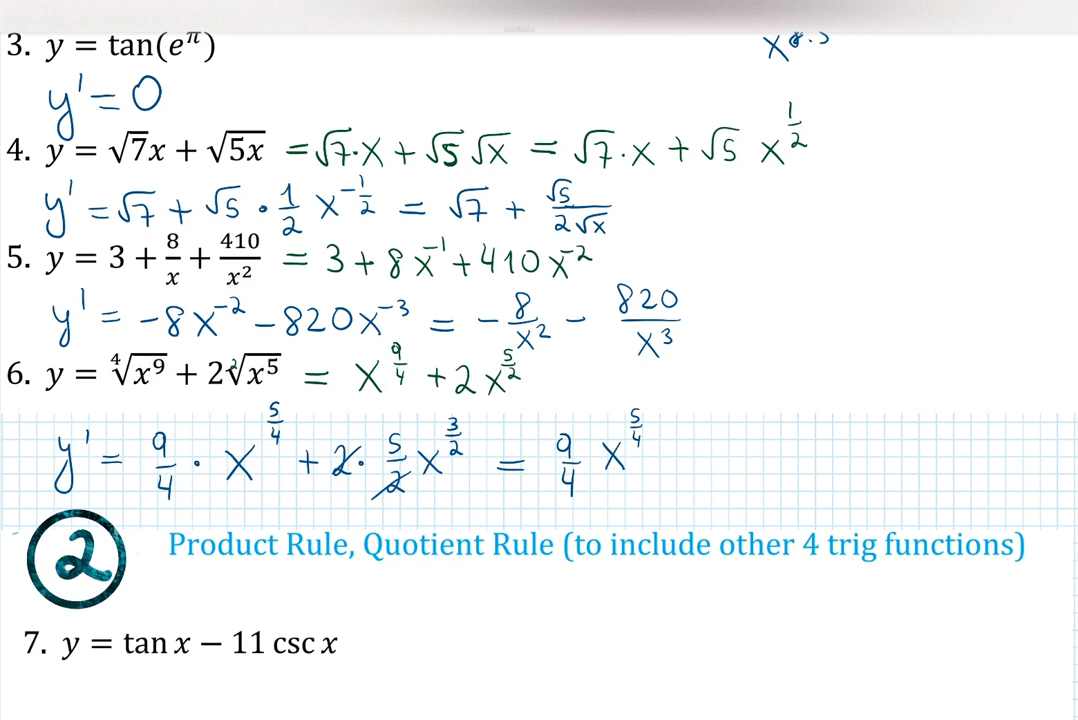 3. y = tan(e^π)
y' = 0
4. y = √7x + √(5x) = √7·x + √5 √x = √7·x + √5 x^(1/2)
y' = √7 + √5 · 1/2 x^(-1/2) = √7 + √5/(2√x)
5. y = 3 + 8/x + 410/x² = 3 + 8x⁻¹ + 410x⁻²
y' = -8x⁻² - 820x⁻³ = - 8/x² - 820/x³
6. y = ⁴√(x⁹) + 2 ²√(x⁵) = x^(9/4) + 2x^(5/2)
y' = 9/4 · x^(5/4) + 2 · 5/2 x^(3/2) = 9/4 x^(5/4)
2 Product Rule, Quotient Rule (to include other 4 trig functions)
7. y = tan x − 11 csc x